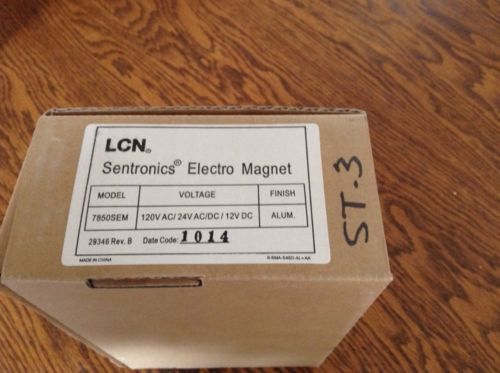 LCN®
Sentronics® Electro Magnet
MODEL VOLTAGE FINISH
7850SEM 120V AC/ 24V AC/DC / 12V DC ALUM.
29346 Rev. B Date Code: 1014
MADE IN CHINA
ST.3